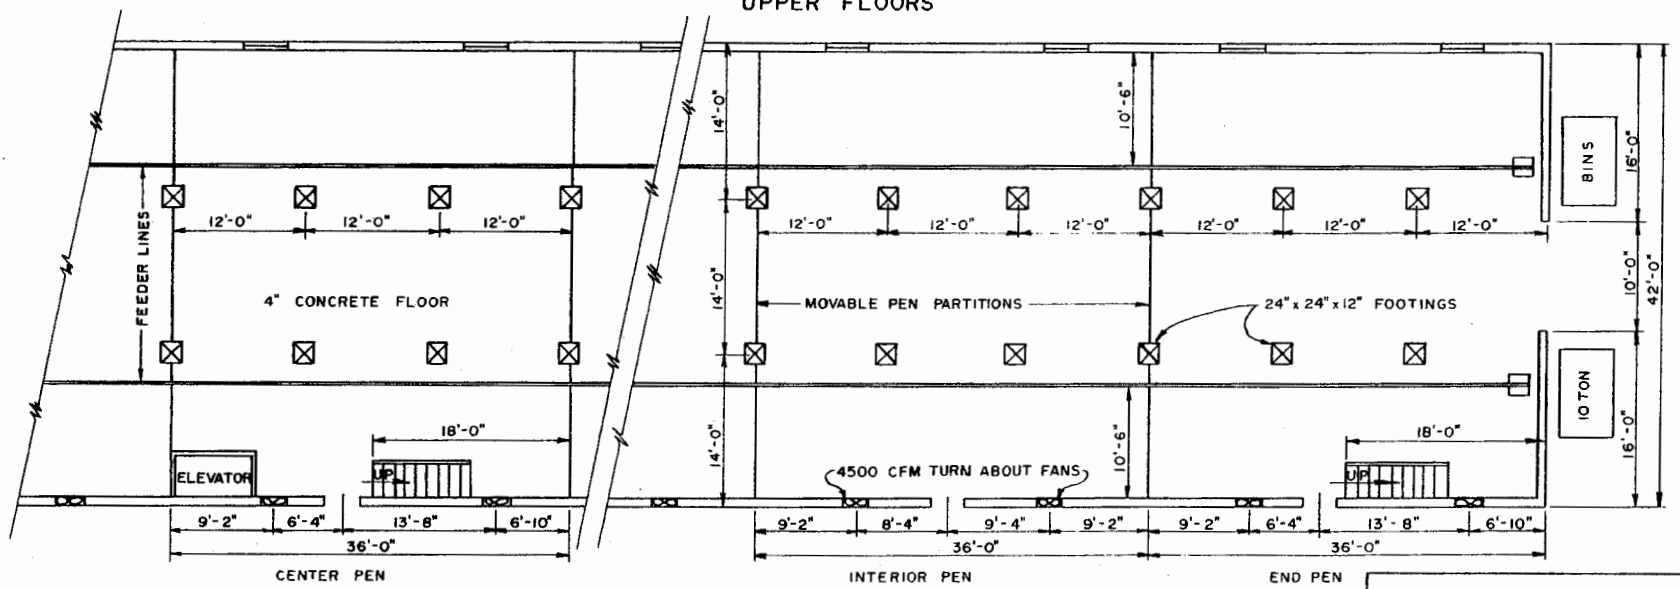 UPPER FLOORS
14'-0"
10'-6"
BINS
16'-0"
12'-0" 12'-0" 12'-0" 12'-0" 12'-0" 12'-0" 12'-0" 12'-0" 12'-0"
FEEDER LINES
14'-0"
10'-0"
42'-0"
4" CONCRETE FLOOR MOVABLE PEN PARTITIONS 24" x 24" x 12" FOOTINGS
10 TON
18'-0" 14'-0" 10'-6" 18'-0" 16'-0"
ELEVATOR UP 4500 CFM TURN ABOUT FANS UP
9'-2" 6'-4" 13'-8" 6'-10" 9'-2" 8'-4" 9'-4" 9'-2" 9'-2" 6'-4" 13'-8" 6'-10"
36'-0" 36'-0" 36'-0"
CENTER PEN INTERIOR PEN END PEN